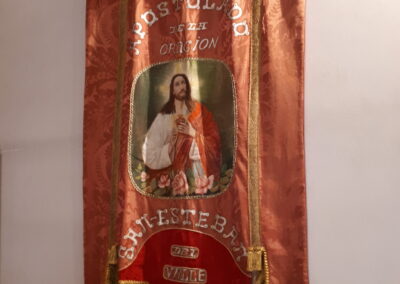 APOSTOLADO
DE LA
ORACION
SAN-ESTEBAN
DEL
VALLE